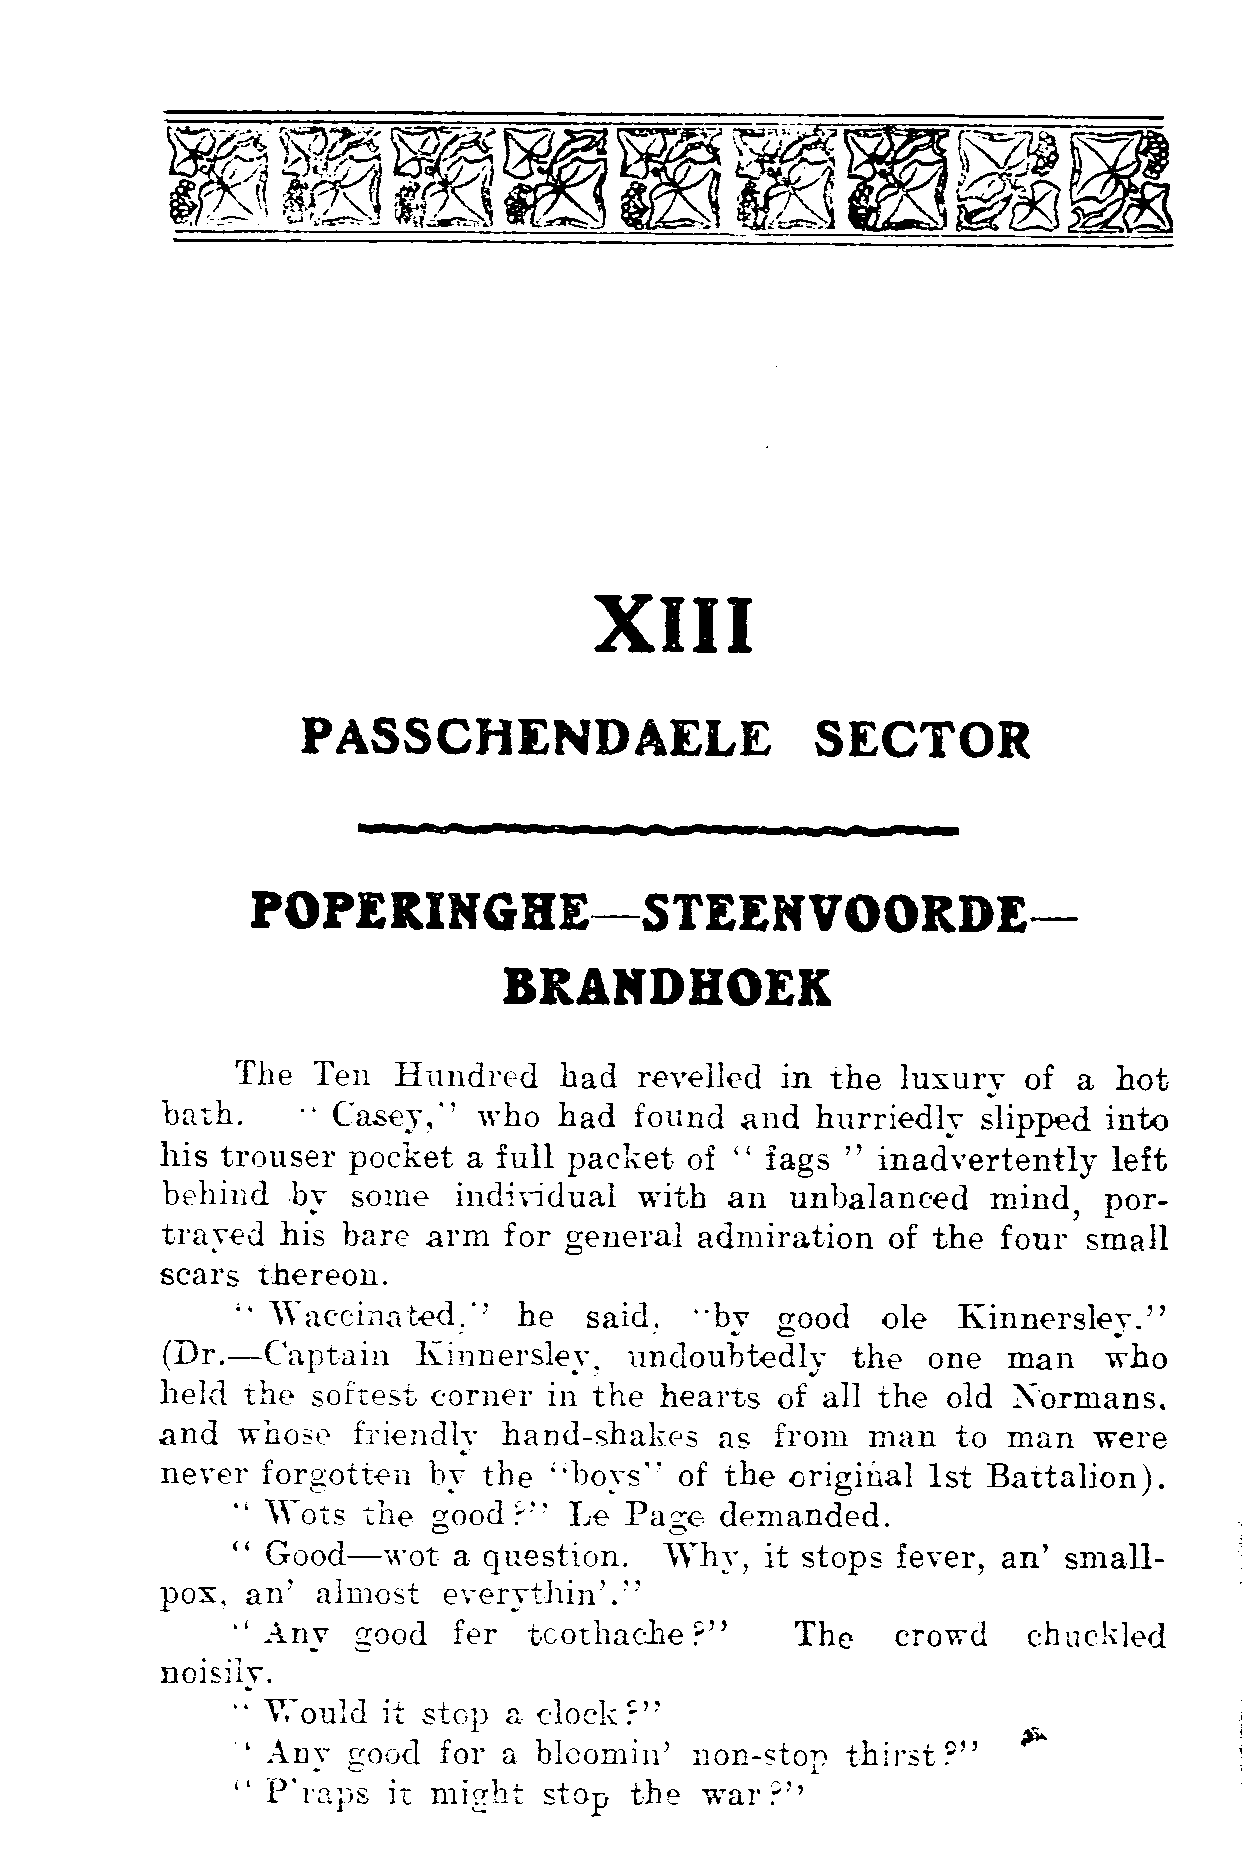 XIII
PASSCHENDAELE SECTOR
POPERINGHE—STEENVOORDE—
BRANDHOEK
The Ten Hundred had revelled in the luxury of a hot
bath. " Casey," who had found and hurriedly slipped into
his trouser pocket a full packet of " fags " inadvertently left
behind by some individual with an unbalanced mind, por-
trayed his bare arm for general admiration of the four small
scars thereon.
" Waccinated," he said, "by good ole Kinnersley."
(Dr.—Captain Kinnersley, undoubtedly the one man who
held the softest corner in the hearts of all the old Normans,
and whose friendly hand-shakes as from man to man were
never forgotten by the "boys" of the original 1st Battalion).
" Wots the good?" Le Page demanded.
" Good—wot a question. Why, it stops fever, an' small-
pox, an' almost everythin'."
" Any good fer toothache?" The crowd chuckled
noisily.
" Would it stop a clock?"
" Any good for a bloomin' non-stop thirst?"
" P'raps it might stop the war?"